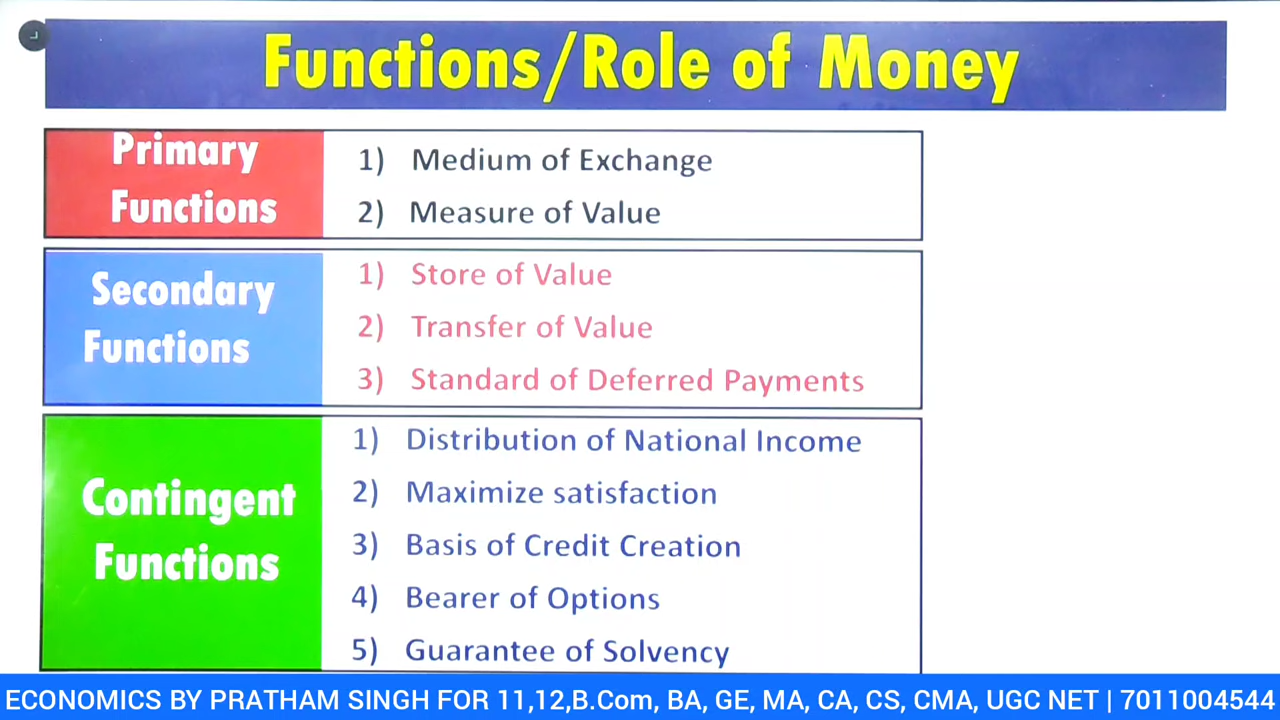 Functions/Role of Money
Primary
Functions
1) Medium of Exchange
2) Measure of Value
Secondary
Functions
1) Store of Value
2) Transfer of Value
3) Standard of Deferred Payments
Contingent
Functions
1) Distribution of National Income
2) Maximize satisfaction
3) Basis of Credit Creation
4) Bearer of Options
5) Guarantee of Solvency
ECONOMICS BY PRATHAM SINGH FOR 11,12,B.Com, BA, GE, MA, CA, CS, CMA, UGC NET | 7011004544